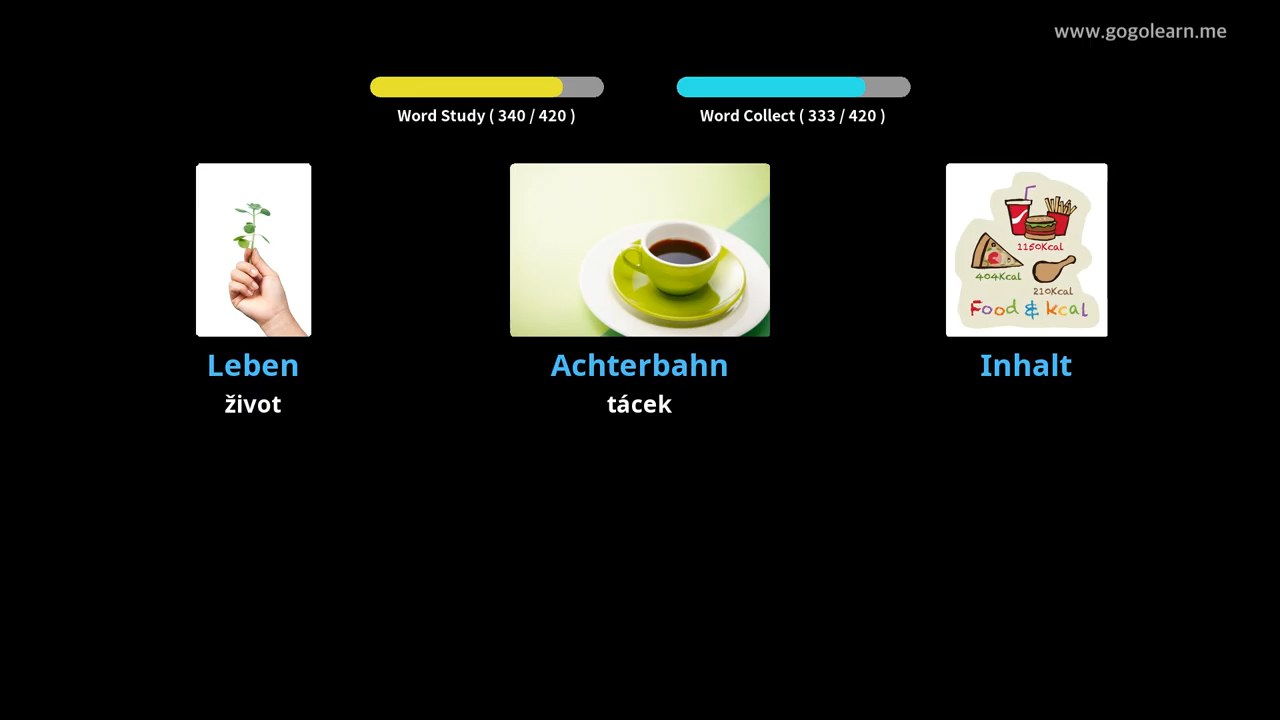 www.gogolearn.me
Word Study ( 340 / 420 )
Word Collect ( 333 / 420 )
1150Kcal
404Kcal
210Kcal
Food & kcal
Leben
Achterbahn
Inhalt
život
tácek